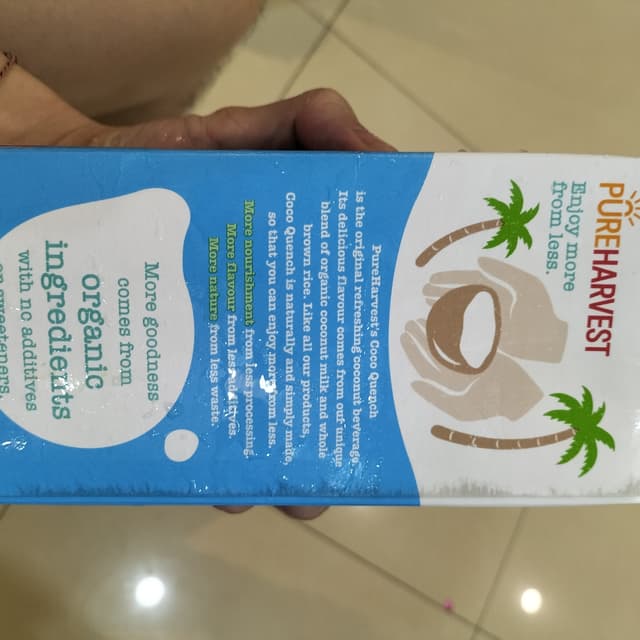 PUREHARVEST
Enjoy more
from less.
PureHarvest's Coco Quench
is the original refreshing coconut beverage.
Its delicious flavour comes from our unique
blend of organic coconut milk and whole
brown rice. Like all our products,
Coco Quench is naturally and simply made,
so that you can enjoy more from less.
More nourishment from less processing.
More flavour from less
More nature from less waste.
More goodness
comes from
organic
ingredients
with no additives
or sweeteners